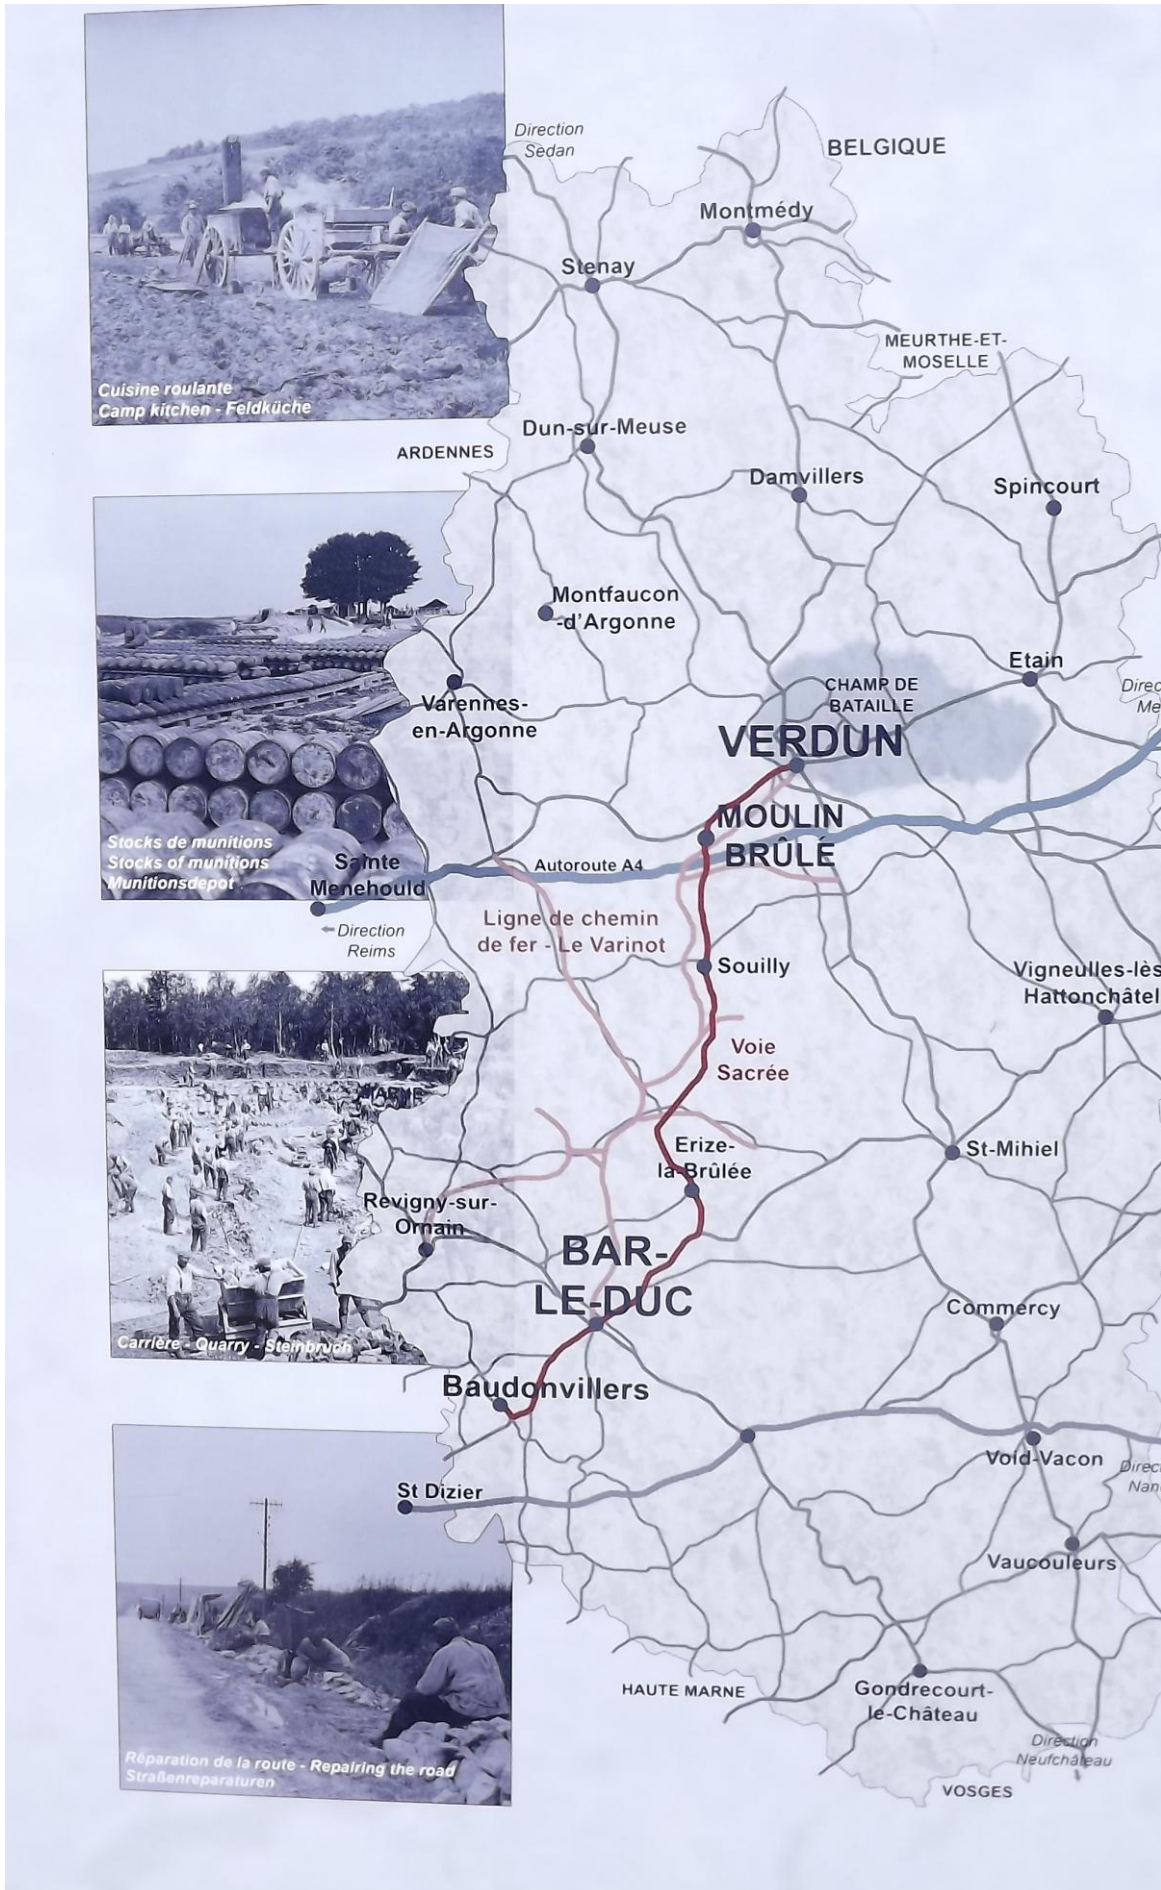 Direction
Sedan
BELGIQUE
Montmédy
Stenay
MEURTHE-ET-
MOSELLE
Cuisine roulante
Camp kitchen - Feldküche
ARDENNES
Dun-sur-Meuse
Damvillers
Spincourt
Montfaucon
-d'Argonne
Etain
Varennes-
en-Argonne
CHAMP DE
BATAILLE
VERDUN
MOULIN
BRÛLÉ
Stocks de munitions
Stocks of munitions
Munitionsdepot
Sainte
Menehould
Autoroute A4
Direction
Reims
Ligne de chemin
de fer - Le Varinot
Souilly
Vigneulles-lès
Hattonchâtel
Voie
Sacrée
MARNE
Erize-
la-Brûlée
St-Mihiel
Revigny-sur-
Ornain
BAR-
LE-DUC
Commercy
Carrière - Quarry - Steinbruch
Baudonvillers
Void-Vacon
St Dizier
Vaucouleurs
HAUTE MARNE
Gondrecourt-
le-Château
Direction
Neufchâteau
Réparation de la route - Repairing the road
Straßenreparaturen
VOSGES